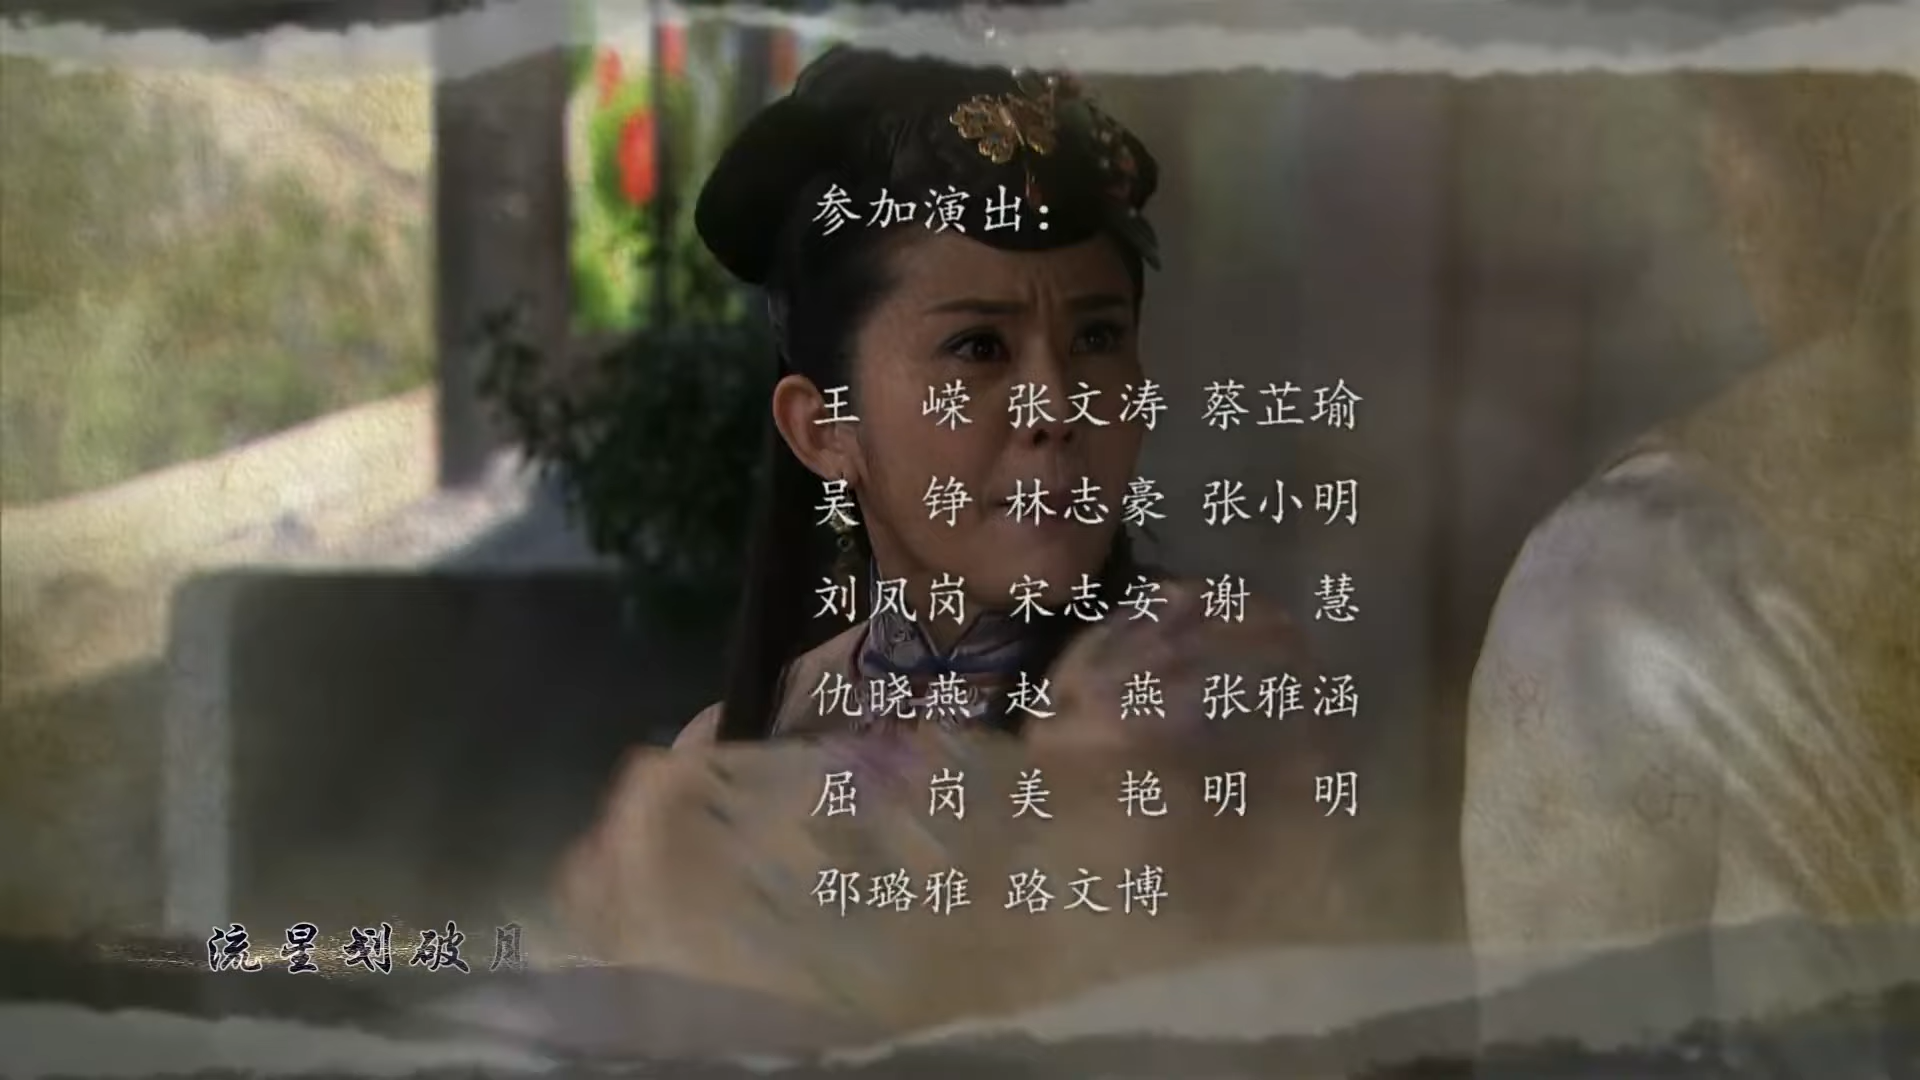 参加演出：
王　嵘 张文涛 蔡芷瑜
吴　铮 林志豪 张小明
刘凤岗 宋志安 谢　慧
仇晓燕 赵　燕 张雅涵
屈　岗 美　艳 明　明
邵璐雅 路文博
流星划破月